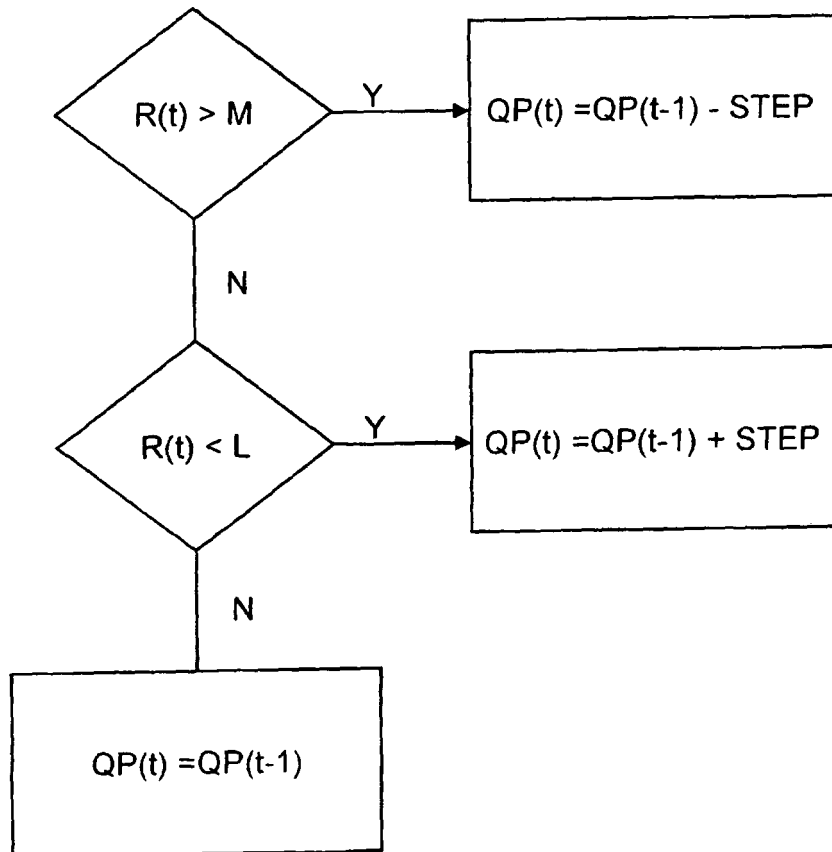 R(t) > M
Y
QP(t) =QP(t-1) - STEP
N
R(t) < L
Y
QP(t) =QP(t-1) + STEP
N
QP(t) =QP(t-1)